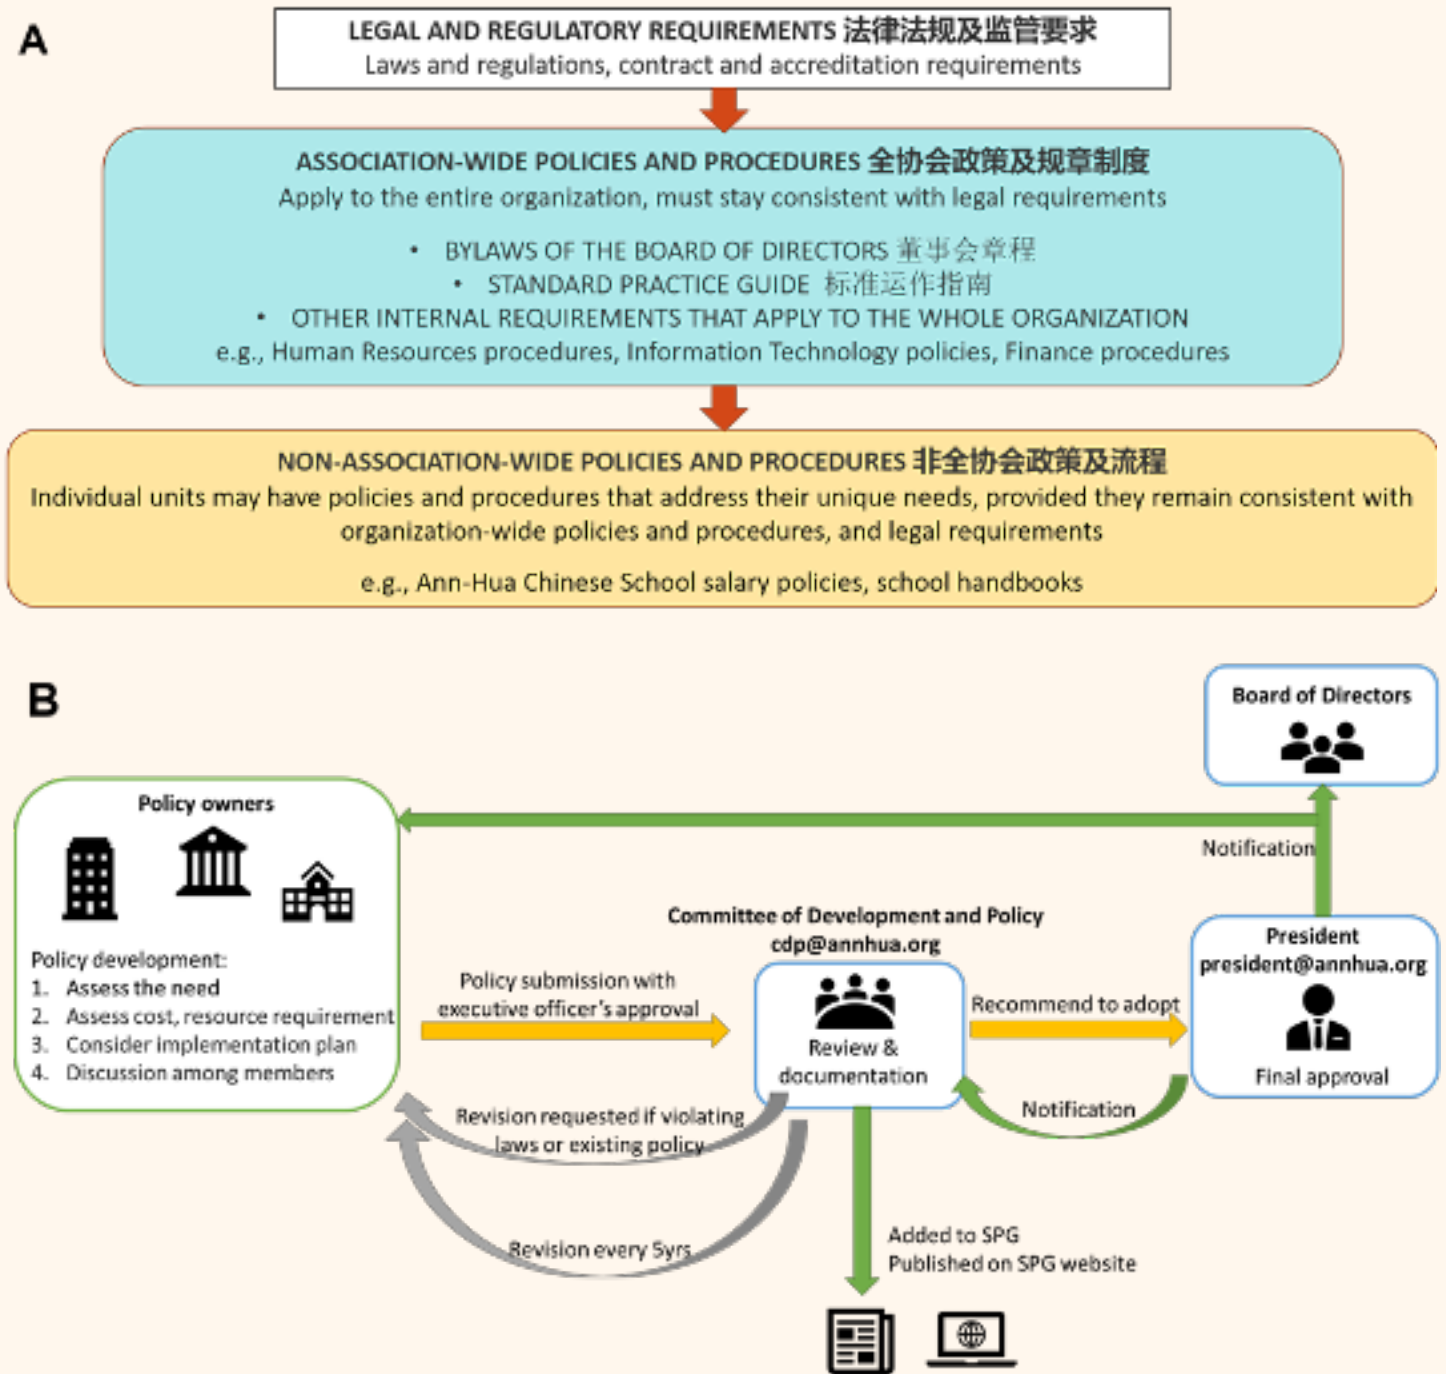 A
LEGAL AND REGULATORY REQUIREMENTS 法律法规及监管要求
Laws and regulations, contract and accreditation requirements
ASSOCIATION-WIDE POLICIES AND PROCEDURES 全协会政策及规章制度
Apply to the entire organization, must stay consistent with legal requirements
• BYLAWS OF THE BOARD OF DIRECTORS 董事会章程
• STANDARD PRACTICE GUIDE 标准运作指南
• OTHER INTERNAL REQUIREMENTS THAT APPLY TO THE WHOLE ORGANIZATION
e.g., Human Resources procedures, Information Technology policies, Finance procedures
NON-ASSOCIATION-WIDE POLICIES AND PROCEDURES 非全协会政策及流程
Individual units may have policies and procedures that address their unique needs, provided they remain consistent with
organization-wide policies and procedures, and legal requirements
e.g., Ann-Hua Chinese School salary policies, school handbooks
B
Board of Directors
Notification
Policy owners
Policy development:
1. Assess the need
2. Assess cost, resource requirement
3. Consider implementation plan
4. Discussion among members
Policy submission with
executive officer's approval
Committee of Development and Policy
cdp@annhua.org
Review &
documentation
Recommend to adopt
President
president@annhua.org
Final approval
Notification
Revision requested if violating
laws or existing policy
Revision every 5yrs
Added to SPG
Published on SPG website